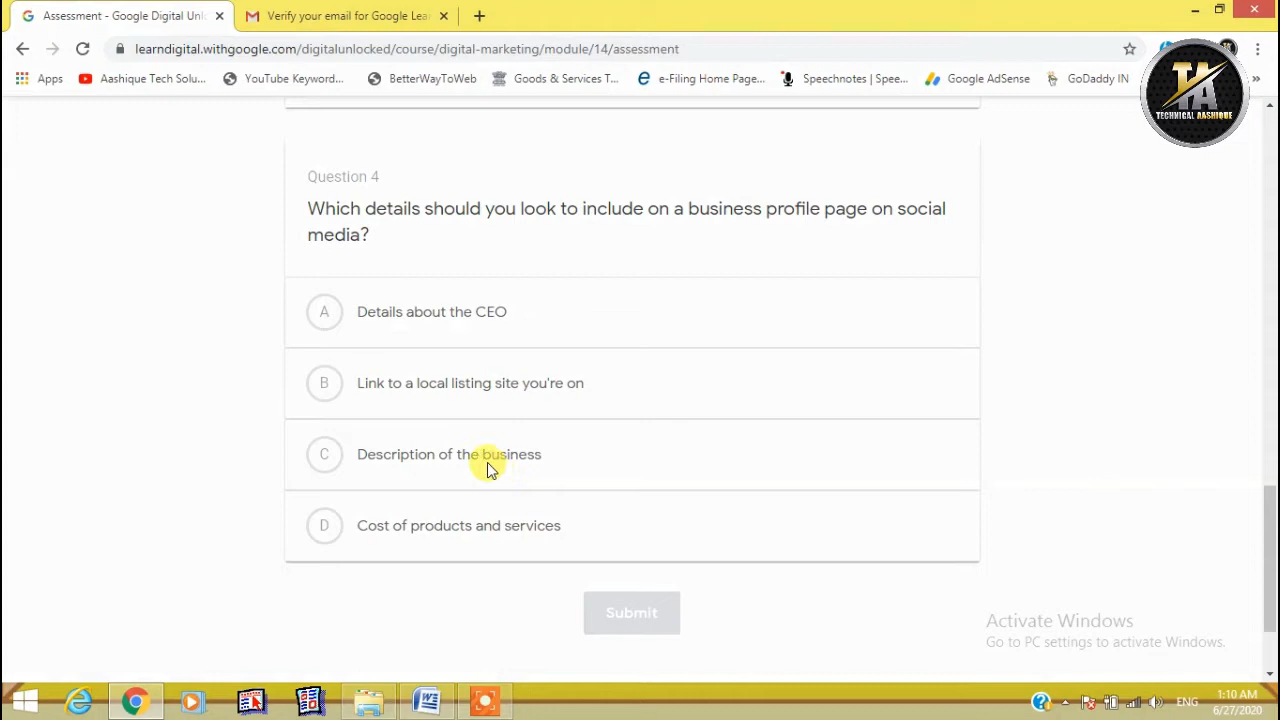 Assessment - Google Digital Unl
Verify your email for Google Lea
learndigital.withgoogle.com/digitalunlocked/course/digital-marketing/module/14/assessment
Apps
Aashique Tech Solu...
YouTube Keyword...
BetterWayToWeb
Goods & Services T...
e-Filing Home Page...
Speechnotes | Spee...
Google AdSense
GoDaddy IN
TA
TECHNICAL AASHIQUE
Question 4
Which details should you look to include on a business profile page on social
media?
A Details about the CEO
B Link to a local listing site you're on
C Description of the business
D Cost of products and services
Submit
Activate Windows
Go to PC settings to activate Windows.
ENG
1:10 AM
6/27/2020